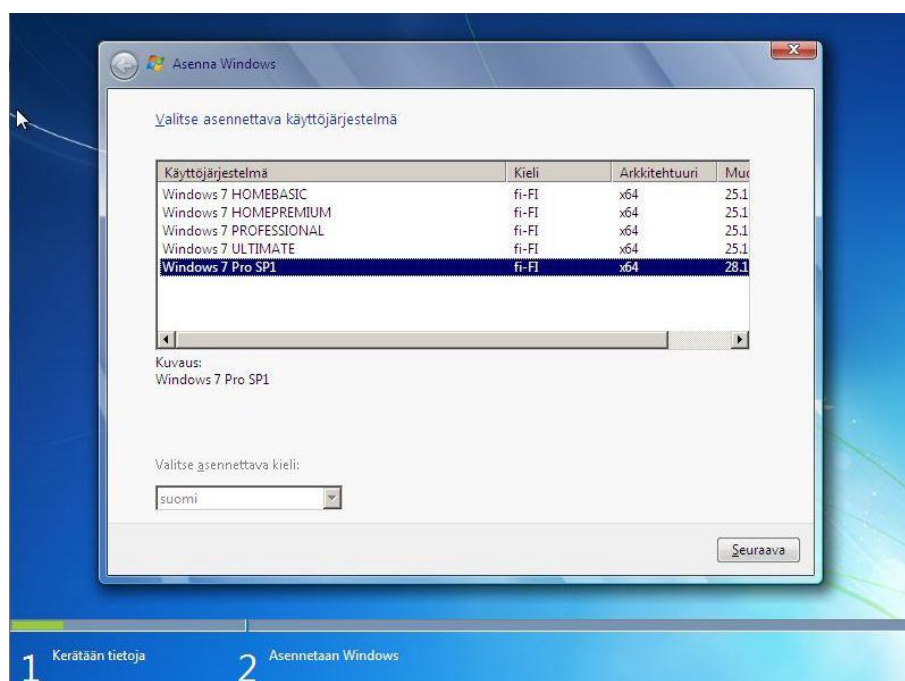 Asenna Windows
Valitse asennettava käyttöjärjestelmä
Käyttöjärjestelmä Kieli Arkkitehtuuri Muc
Windows 7 HOMEBASIC fi-FI x64 25.1
Windows 7 HOMEPREMIUM fi-FI x64 25.1
Windows 7 PROFESSIONAL fi-FI x64 25.1
Windows 7 ULTIMATE fi-FI x64 25.1
Windows 7 Pro SP1 fi-FI x64 28.1
Kuvaus:
Windows 7 Pro SP1
Valitse asennettava kieli:
suomi
Seuraava
1 Kerätään tietoja 2 Asennetaan Windows